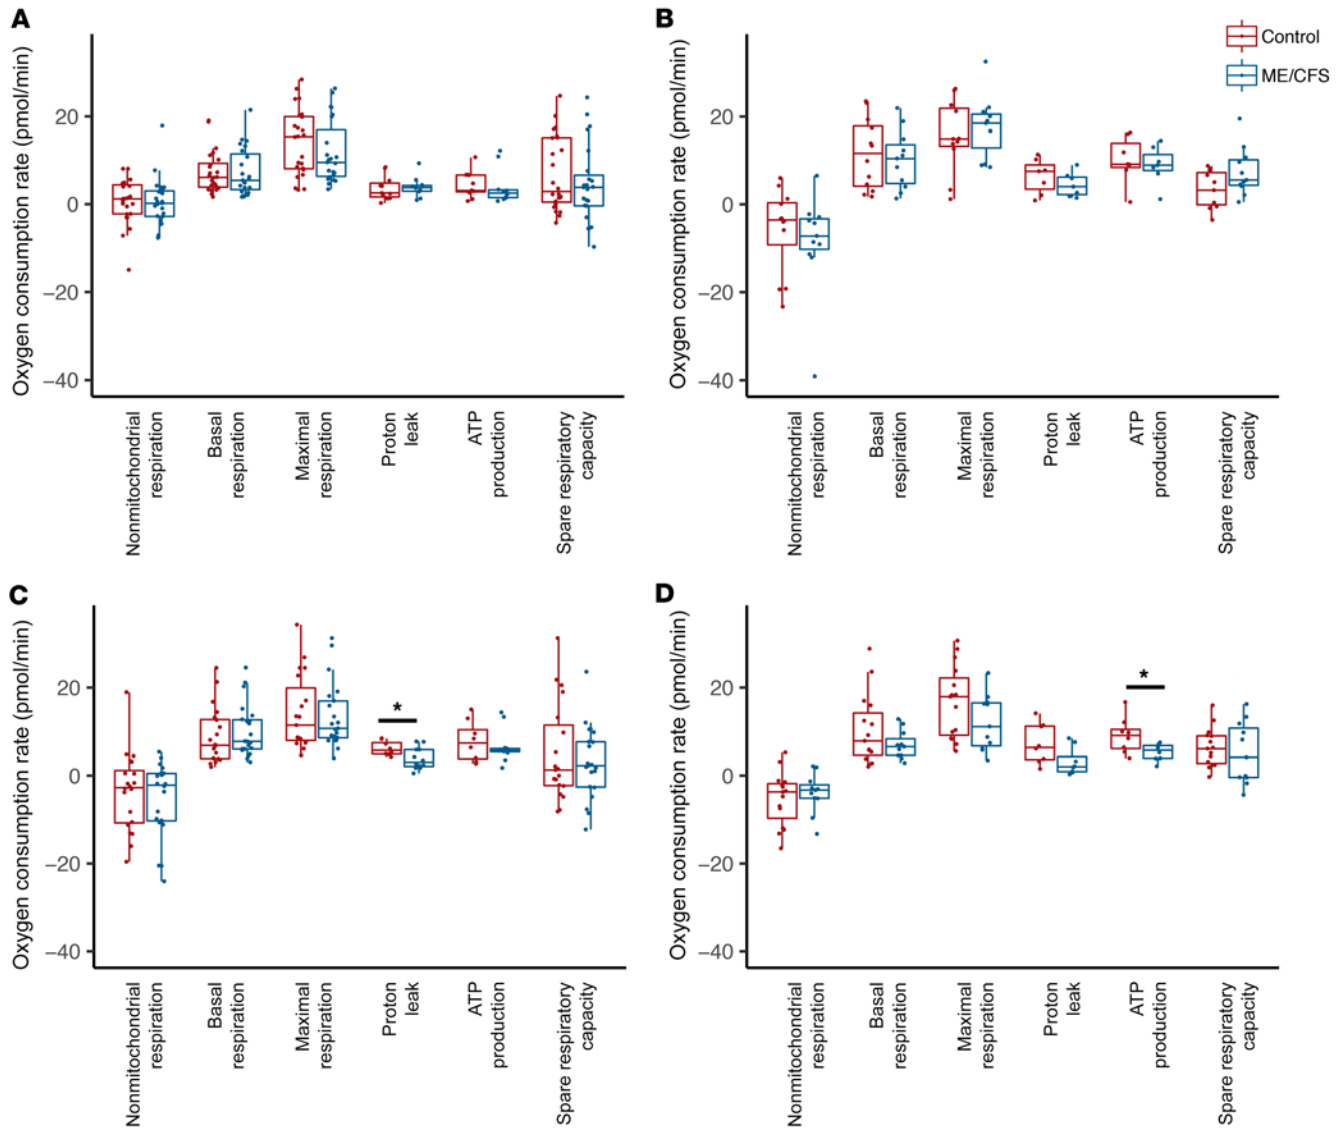 A
Oxygen consumption rate (pmol/min)
20
0
−20
−40
Nonmitochondrial
respiration
Basal
respiration
Maximal
respiration
Proton
leak
ATP
production
Spare respiratory
capacity
B
Control
ME/CFS
Oxygen consumption rate (pmol/min)
20
0
−20
−40
Nonmitochondrial
respiration
Basal
respiration
Maximal
respiration
Proton
leak
ATP
production
Spare respiratory
capacity
C
Oxygen consumption rate (pmol/min)
20
0
−20
−40
*
Nonmitochondrial
respiration
Basal
respiration
Maximal
respiration
Proton
leak
ATP
production
Spare respiratory
capacity
D
Oxygen consumption rate (pmol/min)
20
0
−20
−40
*
Nonmitochondrial
respiration
Basal
respiration
Maximal
respiration
Proton
leak
ATP
production
Spare respiratory
capacity